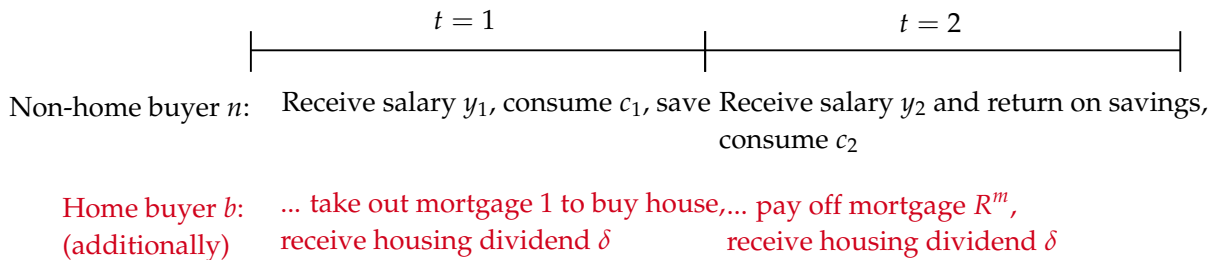 t = 1 t = 2
Non-home buyer n: Receive salary y₁, consume c₁, save Receive salary y₂ and return on savings,
consume c₂
Home buyer b: ... take out mortgage 1 to buy house, ... pay off mortgage Rᵐ,
(additionally) receive housing dividend δ receive housing dividend δ